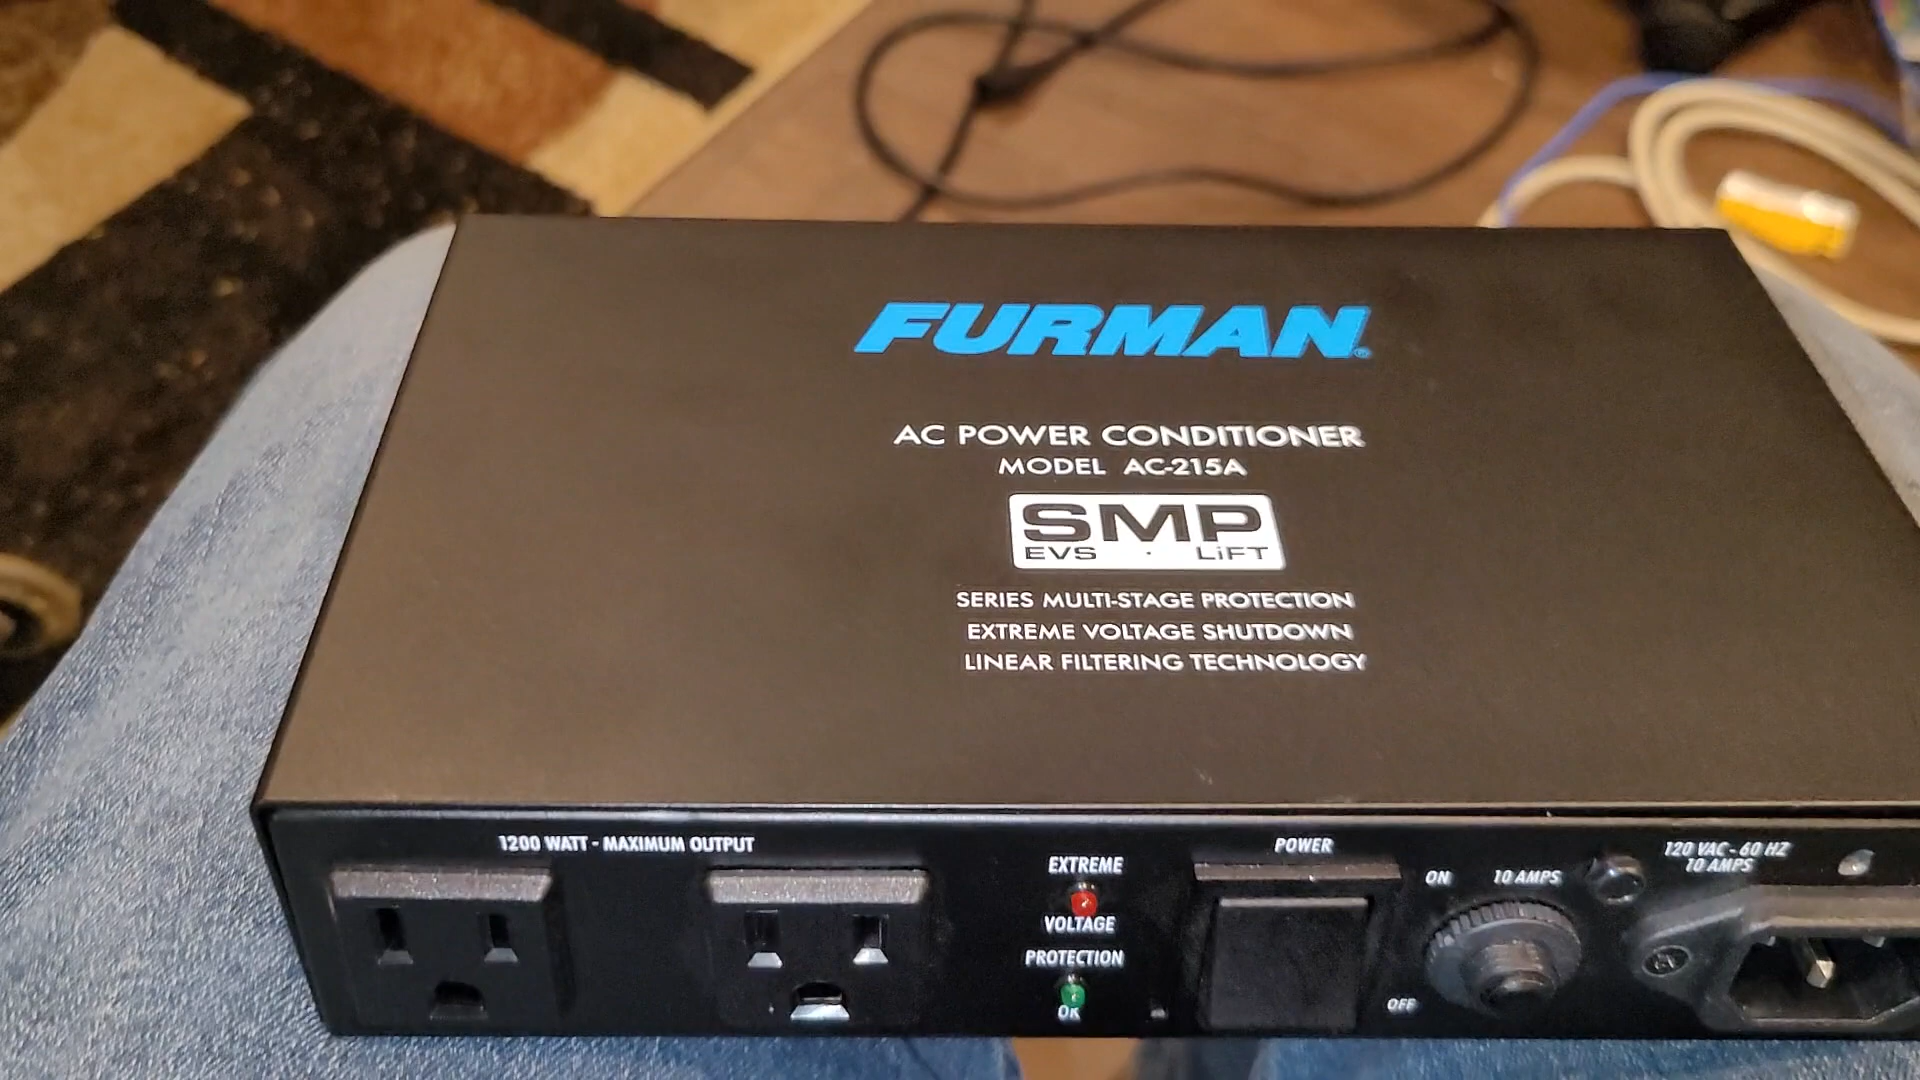 FURMAN®
AC POWER CONDITIONER
MODEL AC-215A
SMP
EVS · LiFT
SERIES MULTI-STAGE PROTECTION
EXTREME VOLTAGE SHUTDOWN
LINEAR FILTERING TECHNOLOGY
1200 WATT - MAXIMUM OUTPUT
EXTREME
VOLTAGE
PROTECTION
OK
POWER
ON
OFF
10 AMPS
120 VAC - 60 HZ
10 AMPS